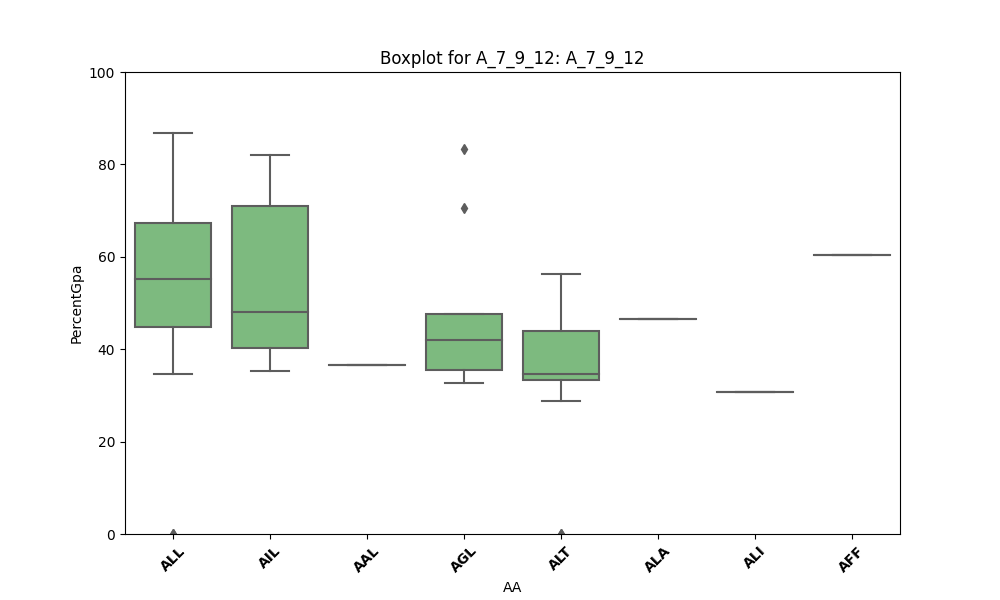 Boxplot for A_7_9_12: A_7_9_12
100
80
60
40
20
0
PercentGpa
ALL
AIL
AAL
AGL
ALT
ALA
ALI
AFF
AA